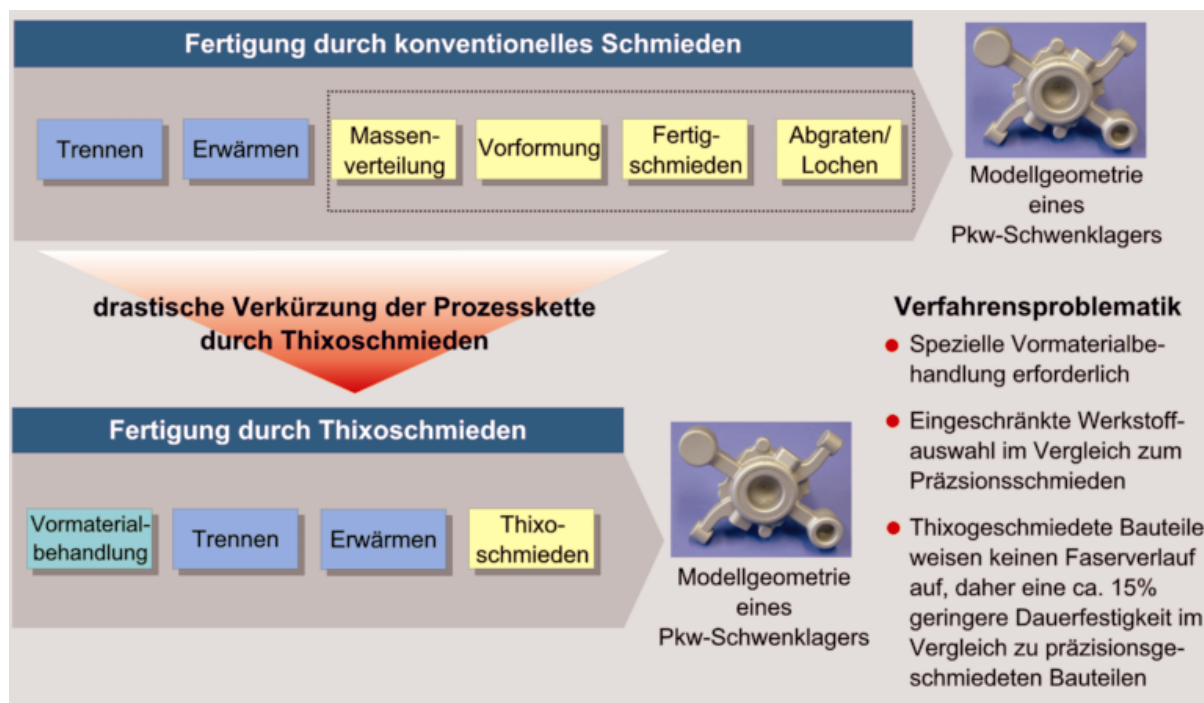 Fertigung durch konventionelles Schmieden
Trennen
Erwärmen
Massen-
verteilung
Vorformung
Fertig-
schmieden
Abgraten/
Lochen
Modellgeometrie
eines
Pkw-Schwenklagers
drastische Verkürzung der Prozesskette
durch Thixoschmieden
Fertigung durch Thixoschmieden
Vormaterial-
behandlung
Trennen
Erwärmen
Thixo-
schmieden
Modellgeometrie
eines
Pkw-Schwenklagers
Verfahrensproblematik
Spezielle Vormaterialbe-
handlung erforderlich
Eingeschränkte Werkstoff-
auswahl im Vergleich zum
Präzsionsschmieden
Thixogeschmiedete Bauteile
weisen keinen Faserverlauf
auf, daher eine ca. 15%
geringere Dauerfestigkeit im
Vergleich zu präzisionsge-
schmiedeten Bauteilen